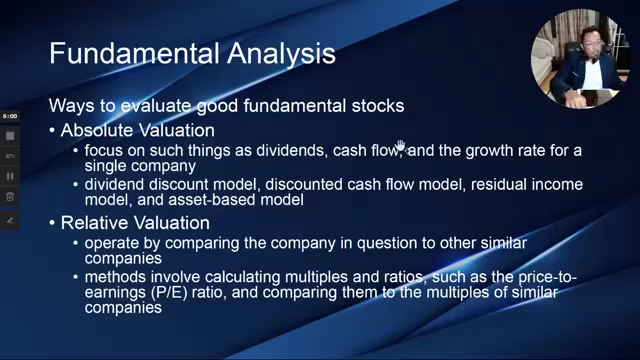 Fundamental Analysis
Ways to evaluate good fundamental stocks
• Absolute Valuation
• focus on such things as dividends, cash flow, and the growth rate for a
single company
• dividend discount model, discounted cash flow model, residual income
model, and asset-based model
• Relative Valuation
• operate by comparing the company in question to other similar
companies
• methods involve calculating multiples and ratios, such as the price-to-
earnings (P/E) ratio, and comparing them to the multiples of similar
companies
5:00